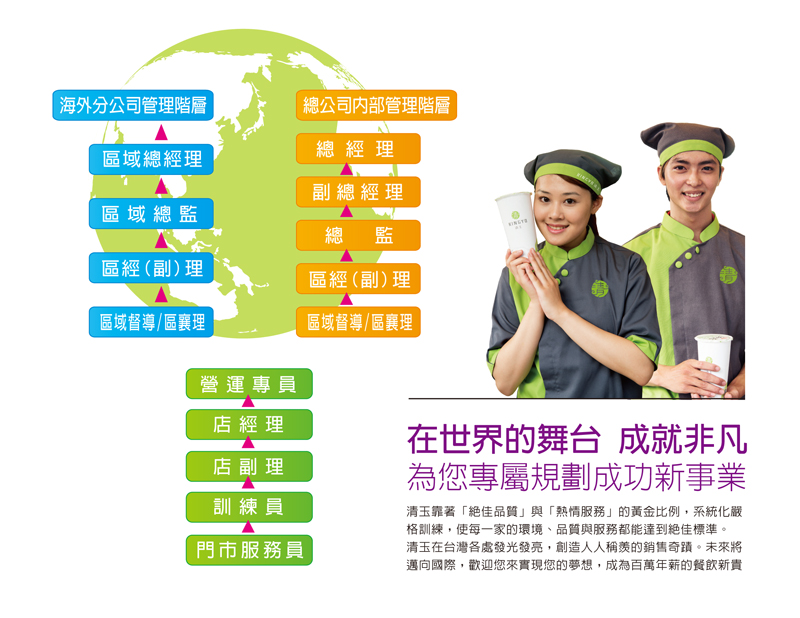 海外分公司管理階層
區域總經理
區域總監
區經(副)理
區域督導/區襄理
總公司內部管理階層
總經理
副總經理
總監
區經(副)理
區域督導/區襄理
營運專員
店經理
店副理
訓練員
門市服務員
在世界的舞台 成就非凡
為您專屬規劃成功新事業
清玉靠著「絕佳品質」與「熱情服務」的黃金比例，系統化嚴
格訓練，使每一家的環境、品質與服務都能達到絕佳標準。
清玉在台灣各處發光發亮，創造人人稱羨的銷售奇蹟。未來將
邁向國際，歡迎您來實現您的夢想，成為百萬年薪的餐飲新貴